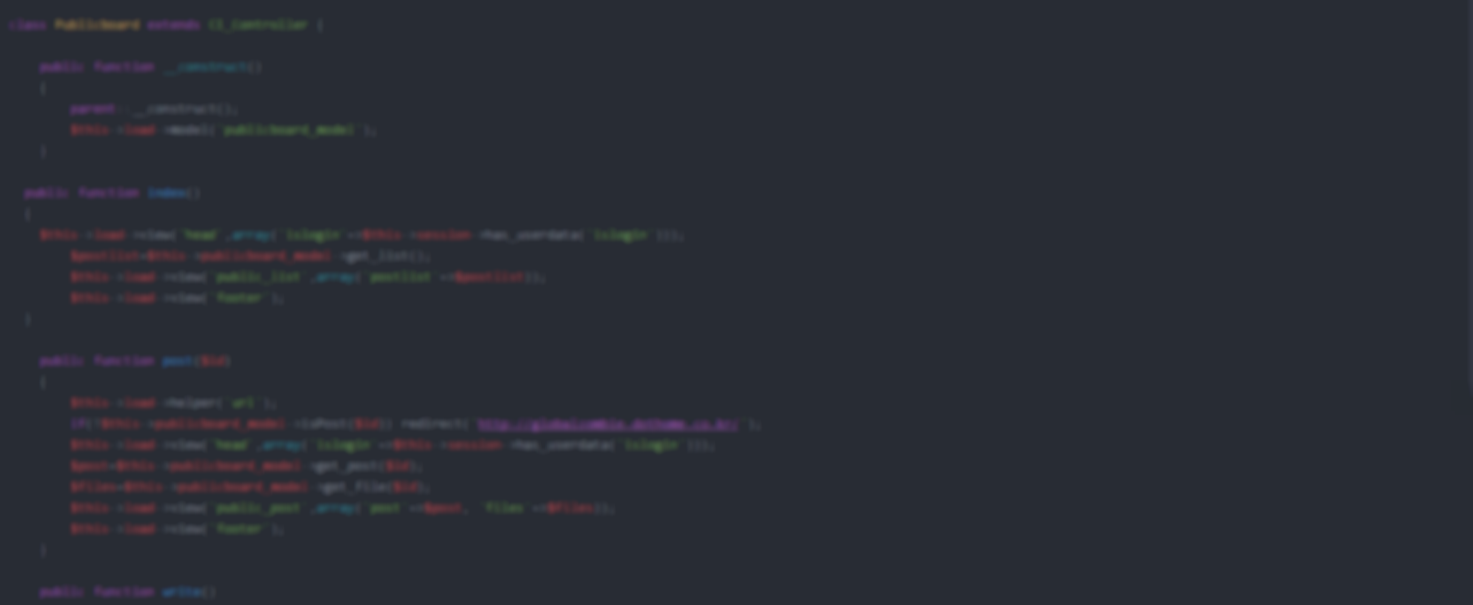 class Publicboard extends CI_Controller {
public function __construct()
{
parent::__construct();
$this->load->model('publicboard_model');
}
public function index()
{
$this->load->view('head',array('islogin'=>$this->session->has_userdata('islogin')));
$postlist=$this->publicboard_model->get_list();
$this->load->view('public_list',array('postlist'=>$postlist));
$this->load->view('footer');
}
public function post($id)
{
$this->load->helper('url');
if(!$this->publicboard_model->isPost($id)) redirect('
$this->load->view('head',array('islogin'=>$this->session->has_userdata('islogin')));
$post=$this->publicboard_model->get_post($id);
$files=$this->publicboard_model->get_file($id);
$this->load->view('public_post',array('post'=>$post, 'files'=>$files));
$this->load->view('footer');
}
public function write()